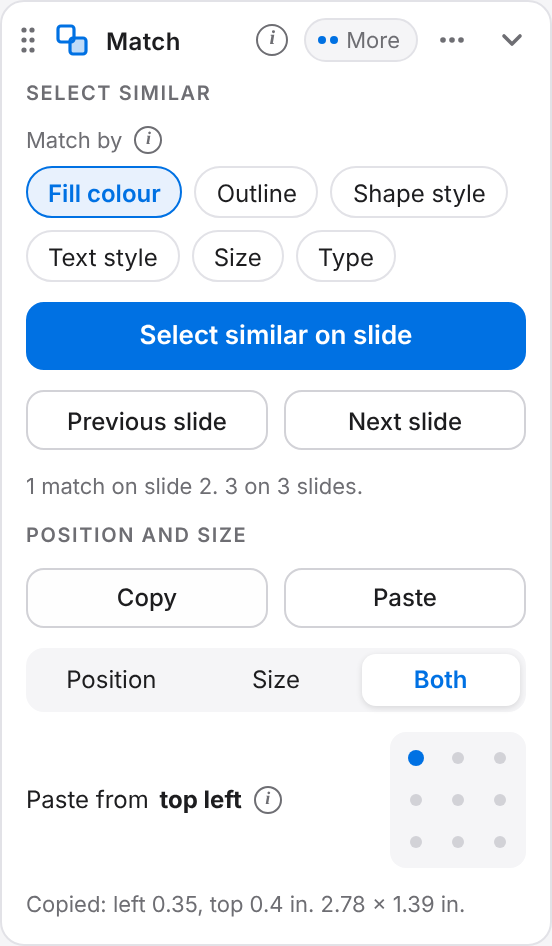 Match
More
SELECT SIMILAR
Match by
Fill colour
Outline
Shape style
Text style
Size
Type
Select similar on slide
Previous slide
Next slide
1 match on slide 2. 3 on 3 slides.
POSITION AND SIZE
Copy
Paste
Position
Size
Both
Paste from top left
Copied: left 0.35, top 0.4 in. 2.78 × 1.39 in.